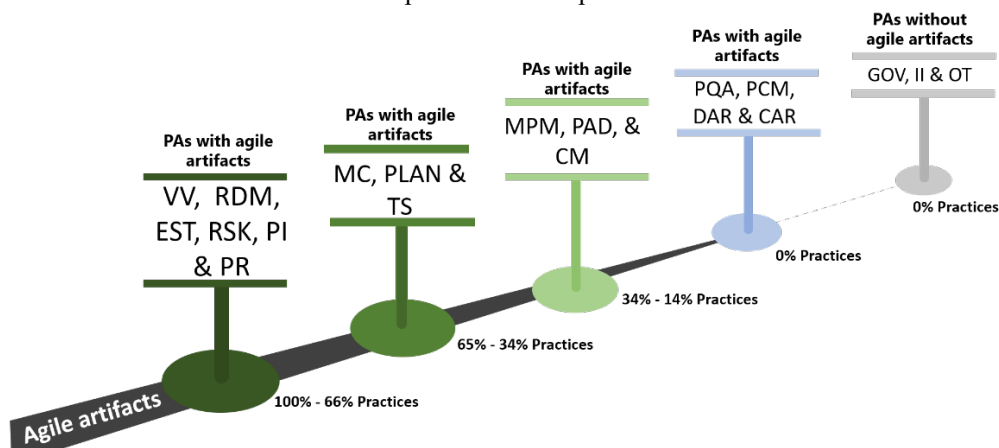 PAs with agile
artifacts
VV, RDM,
EST, RSK, PI
& PR
100% - 66% Practices
PAs with agile
artifacts
MC, PLAN &
TS
65% - 34% Practices
PAs with agile
artifacts
MPM, PAD, &
CM
34% - 14% Practices
PAs with agile
artifacts
PQA, PCM,
DAR & CAR
0% Practices
PAs without
agile artifacts
GOV, II & OT
0% Practices
Agile artifacts